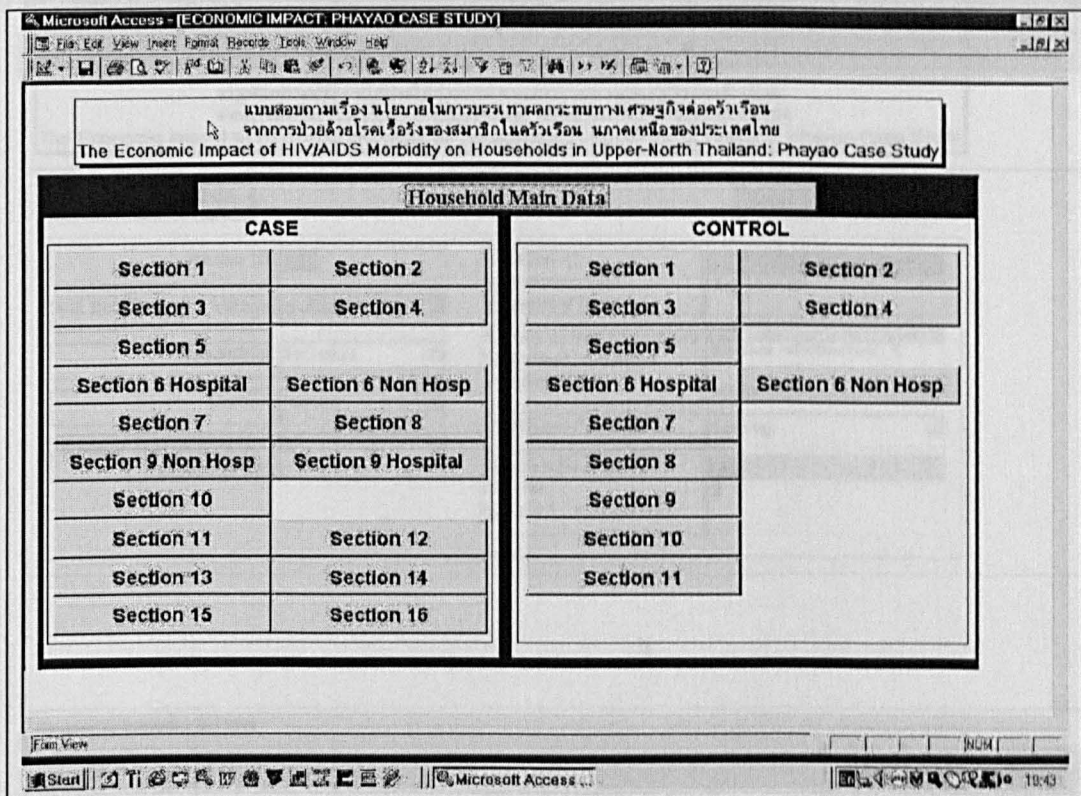 Microsoft Access - [ECONOMIC IMPACT: PHAYAO CASE STUDY]
File Edit View Insert Format Records Tools Window Help
แบบสอบถามเรื่อง นโยบายในการบรรเทาผลกระทบทางเศรษฐกิจต่อครัวเรือน
จากการป่วยด้วยโรคเรื้อรังของสมาชิกในครัวเรือน นภาคเหนือของประเทศไทย
The Economic Impact of HIV/AIDS Morbidity on Households in Upper-North Thailand: Phayao Case Study
Household Main Data
CASE
Section 1 Section 2
Section 3 Section 4
Section 5
Section 6 Hospital Section 6 Non Hosp
Section 7 Section 8
Section 9 Non Hosp Section 9 Hospital
Section 10
Section 11 Section 12
Section 13 Section 14
Section 15 Section 16
CONTROL
Section 1 Section 2
Section 3 Section 4
Section 5
Section 6 Hospital Section 6 Non Hosp
Section 7
Section 8
Section 9
Section 10
Section 11
Form View
NUM
Start Microsoft Access ...
19:43